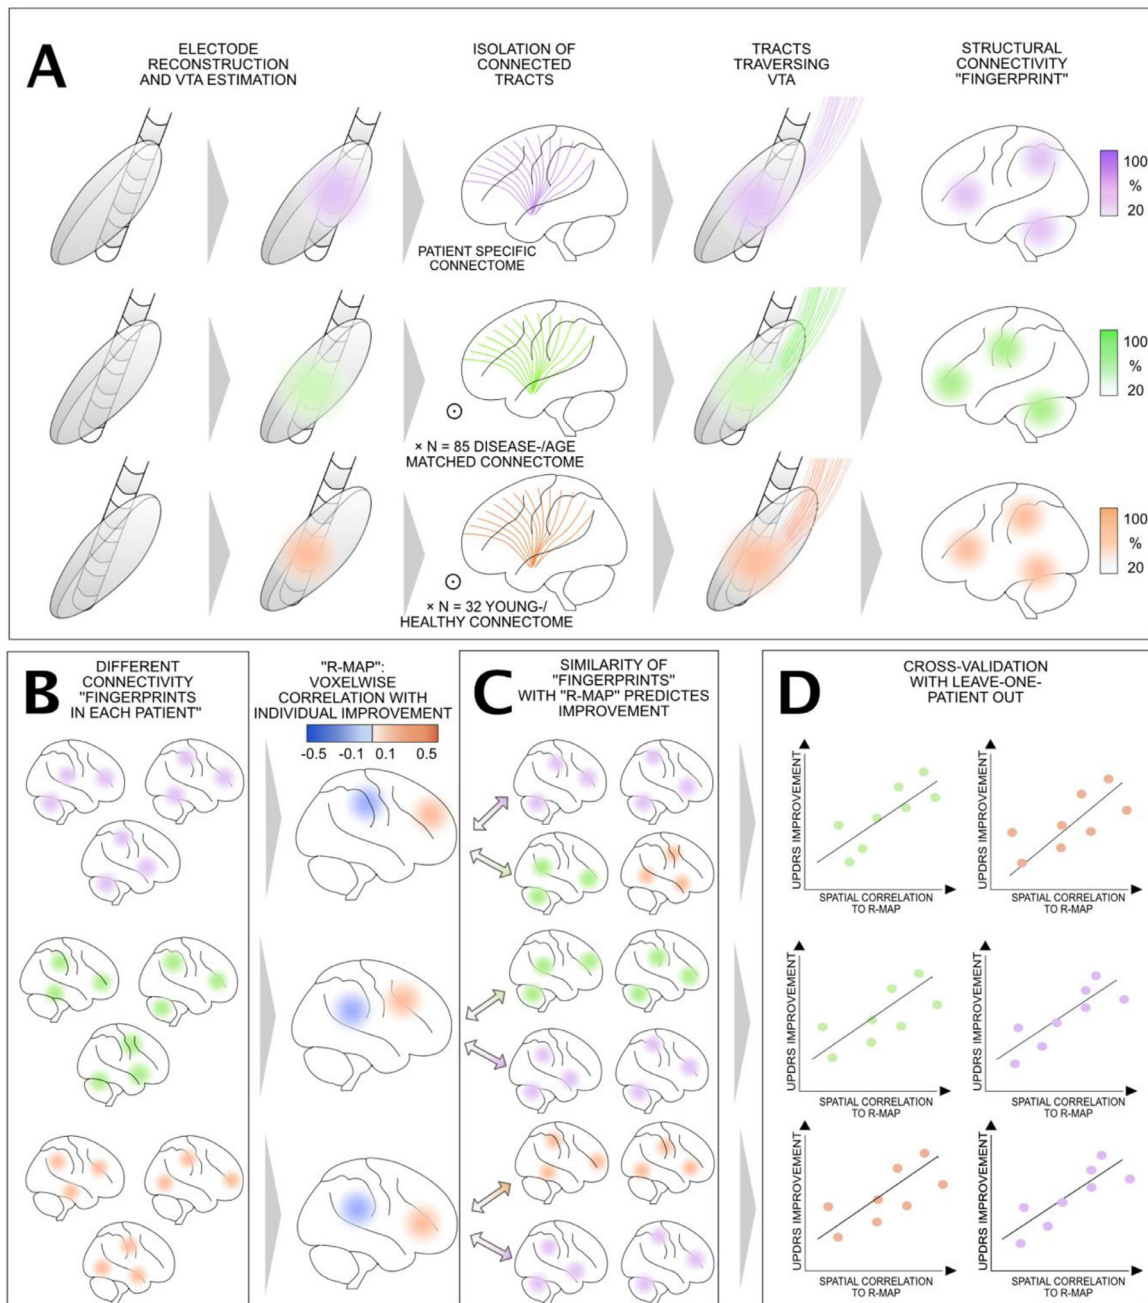 A
ELECTODE
RECONSTRUCTION
AND VTA ESTIMATION
ISOLATION OF
CONNECTED
TRACTS
TRACTS
TRAVERSING
VTA
STRUCTURAL
CONNECTIVITY
"FINGERPRINT"
PATIENT SPECIFIC
CONNECTOME
100
%
20
× N = 85 DISEASE-/AGE
MATCHED CONNECTOME
100
%
20
× N = 32 YOUNG-/
HEALTHY CONNECTOME
100
%
20
B
DIFFERENT
CONNECTIVITY
"FINGERPRINTS
IN EACH PATIENT"
"R-MAP":
VOXELWISE
CORRELATION WITH
INDIVIDUAL IMPROVEMENT
-0.5 -0.1 0.1 0.5
C
SIMILARITY OF
"FINGERPRINTS"
WITH "R-MAP" PREDICTES
IMPROVEMENT
D
CROSS-VALIDATION
WITH LEAVE-ONE-
PATIENT OUT
UPDRS IMPROVEMENT
SPATIAL CORRELATION
TO R-MAP
UPDRS IMPROVEMENT
SPATIAL CORRELATION
TO R-MAP
UPDRS IMPROVEMENT
SPATIAL CORRELATION
TO R-MAP
UPDRS IMPROVEMENT
SPATIAL CORRELATION
TO R-MAP
UPDRS IMPROVEMENT
SPATIAL CORRELATION
TO R-MAP
UPDRS IMPROVEMENT
SPATIAL CORRELATION
TO R-MAP